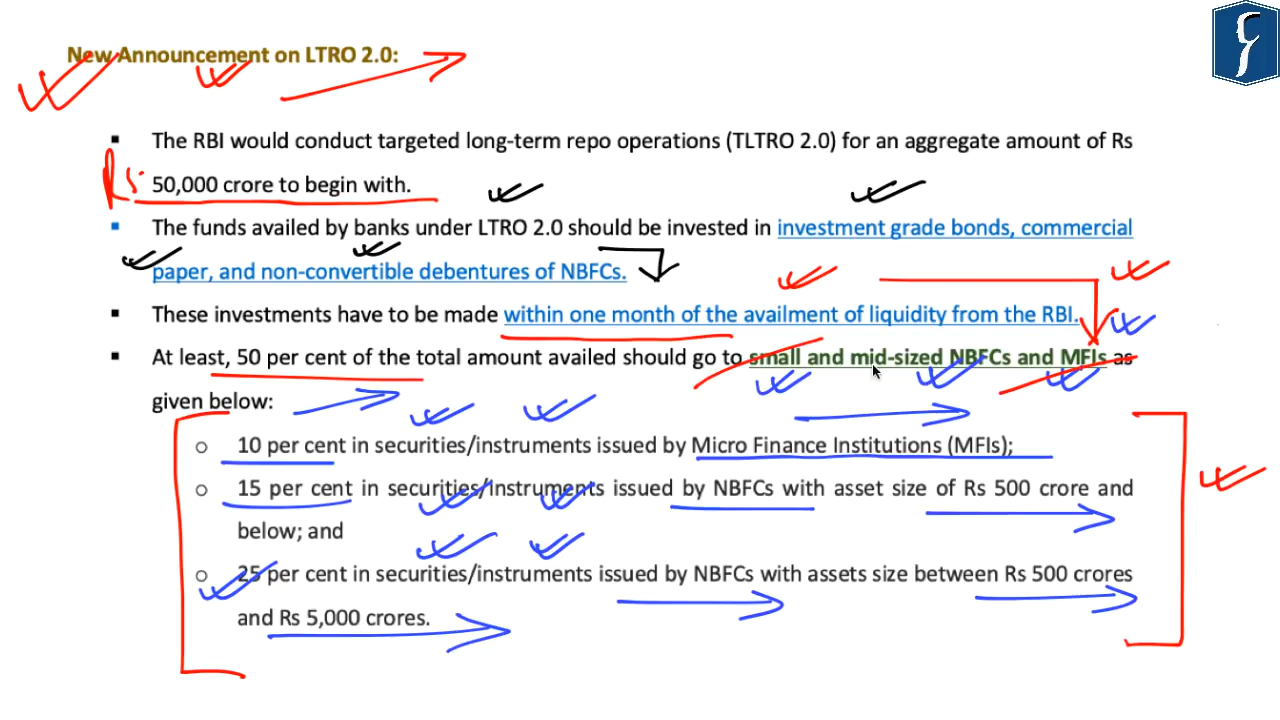 New Announcement on LTRO 2.0:
▪ The RBI would conduct targeted long-term repo operations (TLTRO 2.0) for an aggregate amount of Rs
Rs. 50,000 crore to begin with.
▪ The funds availed by banks under LTRO 2.0 should be invested in investment grade bonds, commercial
paper, and non-convertible debentures of NBFCs.
▪ These investments have to be made within one month of the availment of liquidity from the RBI.
▪ At least, 50 per cent of the total amount availed should go to small and mid-sized NBFCs and MFIs as
given below:
○ 10 per cent in securities/instruments issued by Micro Finance Institutions (MFIs);
○ 15 per cent in securities/instruments issued by NBFCs with asset size of Rs 500 crore and
below; and
○ 25 per cent in securities/instruments issued by NBFCs with assets size between Rs 500 crores
and Rs 5,000 crores.